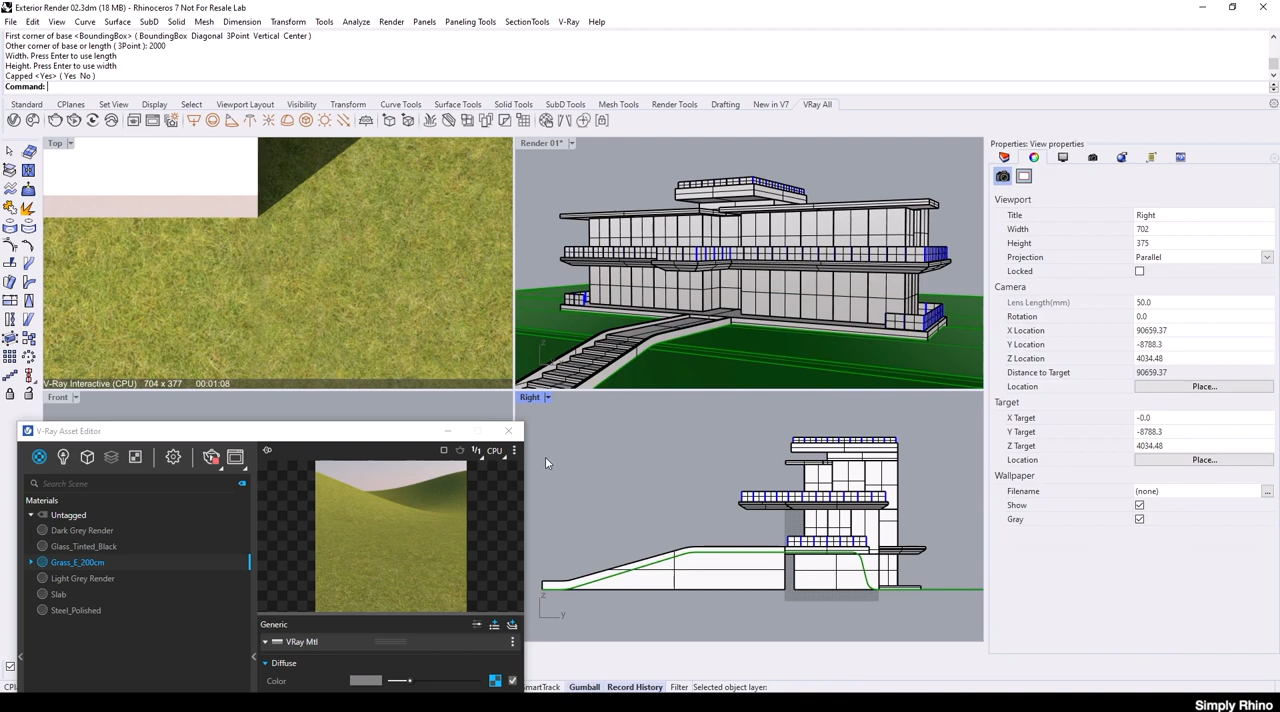 Exterior Render 02.3dm (18 MB) - Rhinoceros 7 Not For Resale Lab
File Edit View Curve Surface SubD Solid Mesh Dimension Transform Tools Analyze Render Panels Paneling Tools SectionTools V-Ray Help
First corner of base <BoundingBox> ( BoundingBox Diagonal 3Point Vertical Center )
Other corner of base or length ( 3Point ): 2000
Width. Press Enter to use length
Height. Press Enter to use width
Capped <Yes> ( Yes No )
Command:
Standard CPlanes Set View Display Select Viewport Layout Visibility Transform Curve Tools Surface Tools Solid Tools SubD Tools Mesh Tools Render Tools Drafting New in V7 VRay All
Top
Render 01*
V-Ray Interactive (CPU) 704 x 377 00:01:08
Front
Right
z
z
y
V-Ray Asset Editor
1/1 CPU
Search Scene
Materials
Untagged
Dark Grey Render
Glass_Tinted_Black
Grass_E_200cm
Light Grey Render
Slab
Steel_Polished
Generic
VRay Mtl
Diffuse
Color
Properties: View properties
Viewport
Title Right
Width 702
Height 375
Projection Parallel
Locked
Camera
Lens Length(mm) 50.0
Rotation 0.0
X Location 90659.37
Y Location -8788.3
Z Location 4034.48
Distance to Target 90659.37
Location Place...
Target
X Target -0.0
Y Target -8788.3
Z Target 4034.48
Location Place...
Wallpaper
Filename (none) ...
Show
Gray
SmartTrack Gumball Record History Filter Selected object layer:
Simply Rhino